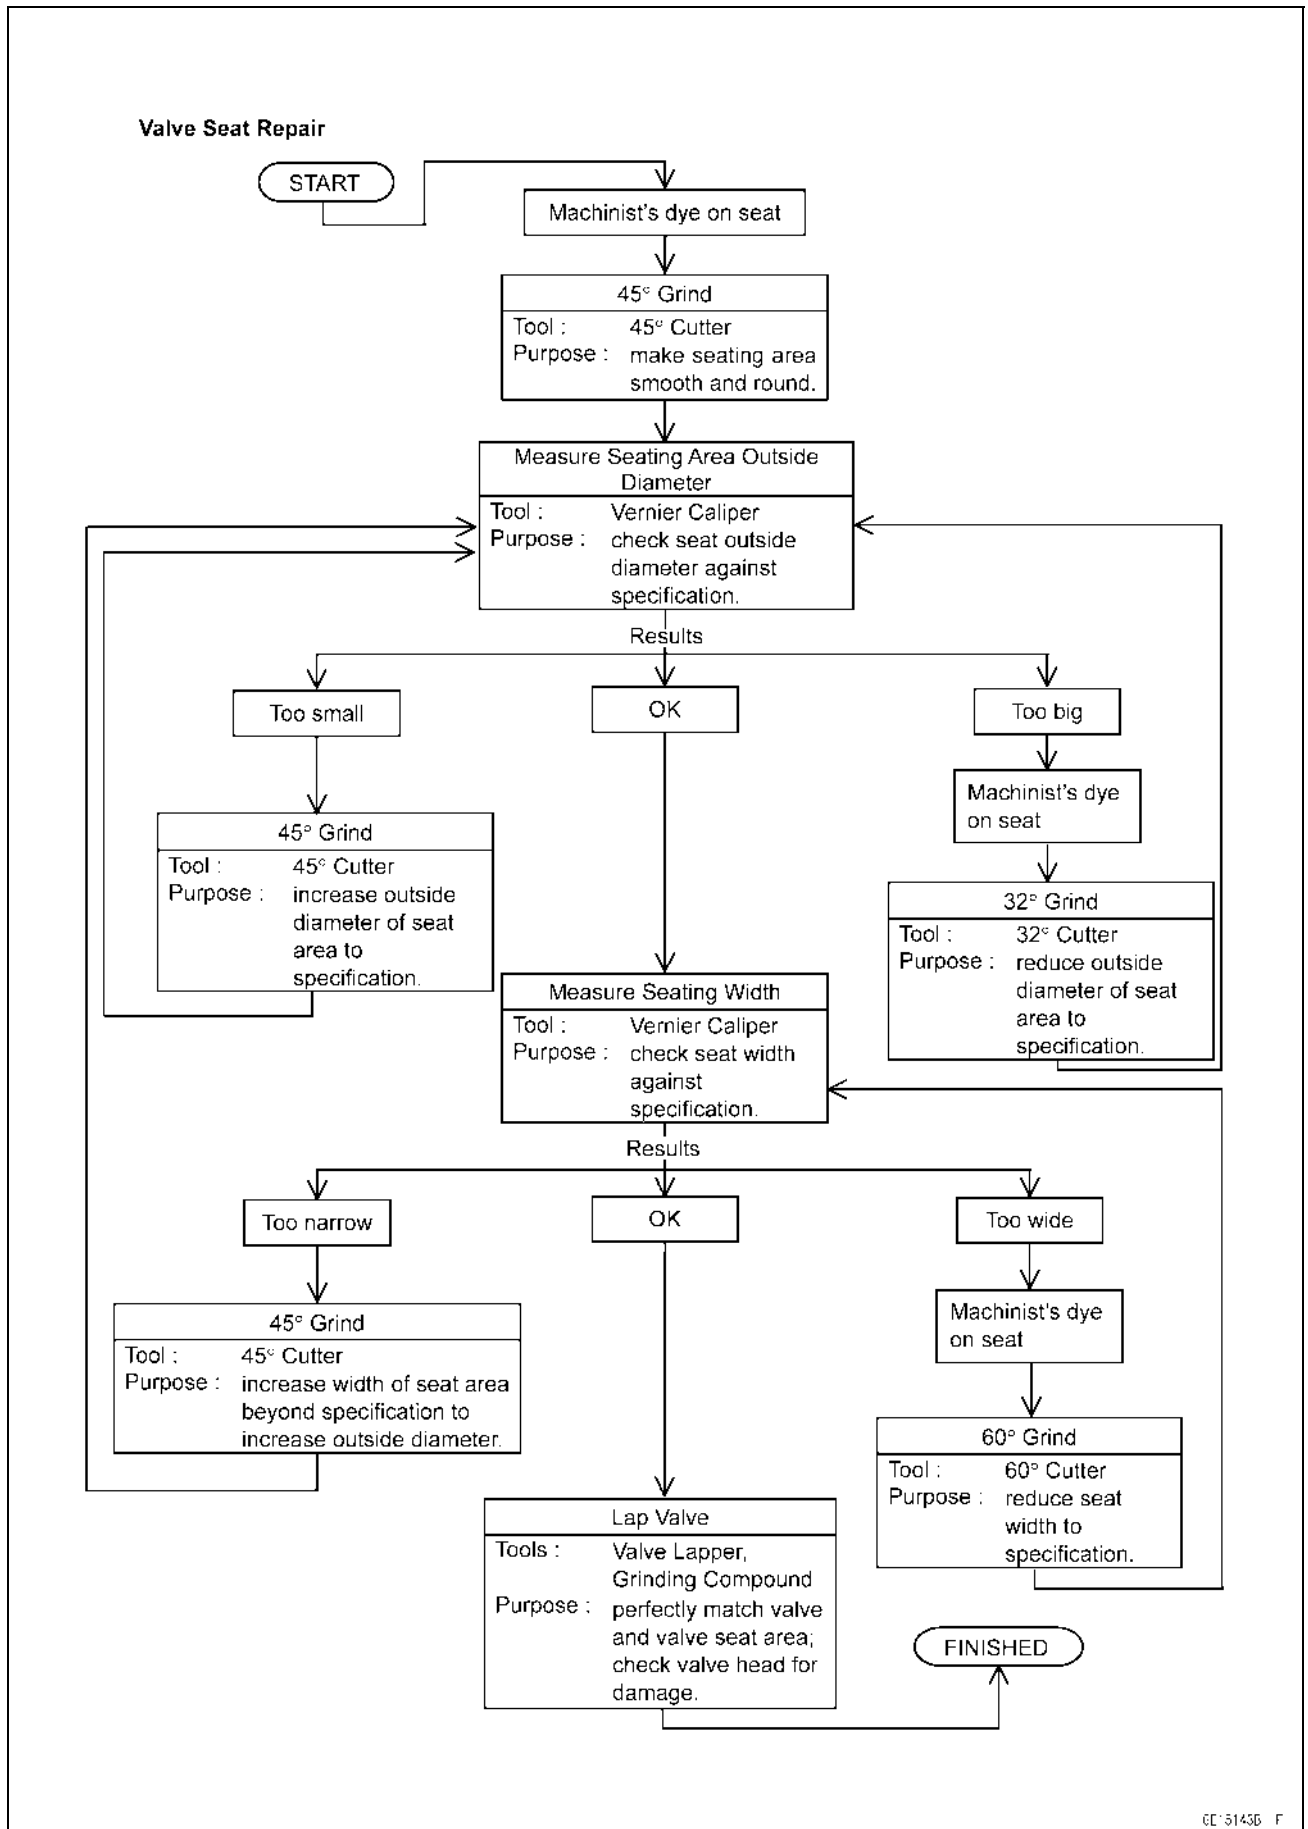 Valve Seat Repair
START
Machinist's dye on seat
45° Grind
Tool : 45° Cutter
Purpose : make seating area
smooth and round.
Measure Seating Area Outside
Diameter
Tool : Vernier Caliper
Purpose : check seat outside
diameter against
specification.
Results
Too small
OK
Too big
Machinist's dye
on seat
45° Grind
Tool : 45° Cutter
Purpose : increase outside
diameter of seat
area to
specification.
32° Grind
Tool : 32° Cutter
Purpose : reduce outside
diameter of seat
area to
specification.
Measure Seating Width
Tool : Vernier Caliper
Purpose : check seat width
against
specification.
Results
Too narrow
OK
Too wide
Machinist's dye
on seat
45° Grind
Tool : 45° Cutter
Purpose : increase width of seat area
beyond specification to
increase outside diameter.
60° Grind
Tool : 60° Cutter
Purpose : reduce seat
width to
specification.
Lap Valve
Tools : Valve Lapper,
Grinding Compound
Purpose : perfectly match valve
and valve seat area;
check valve head for
damage.
FINISHED